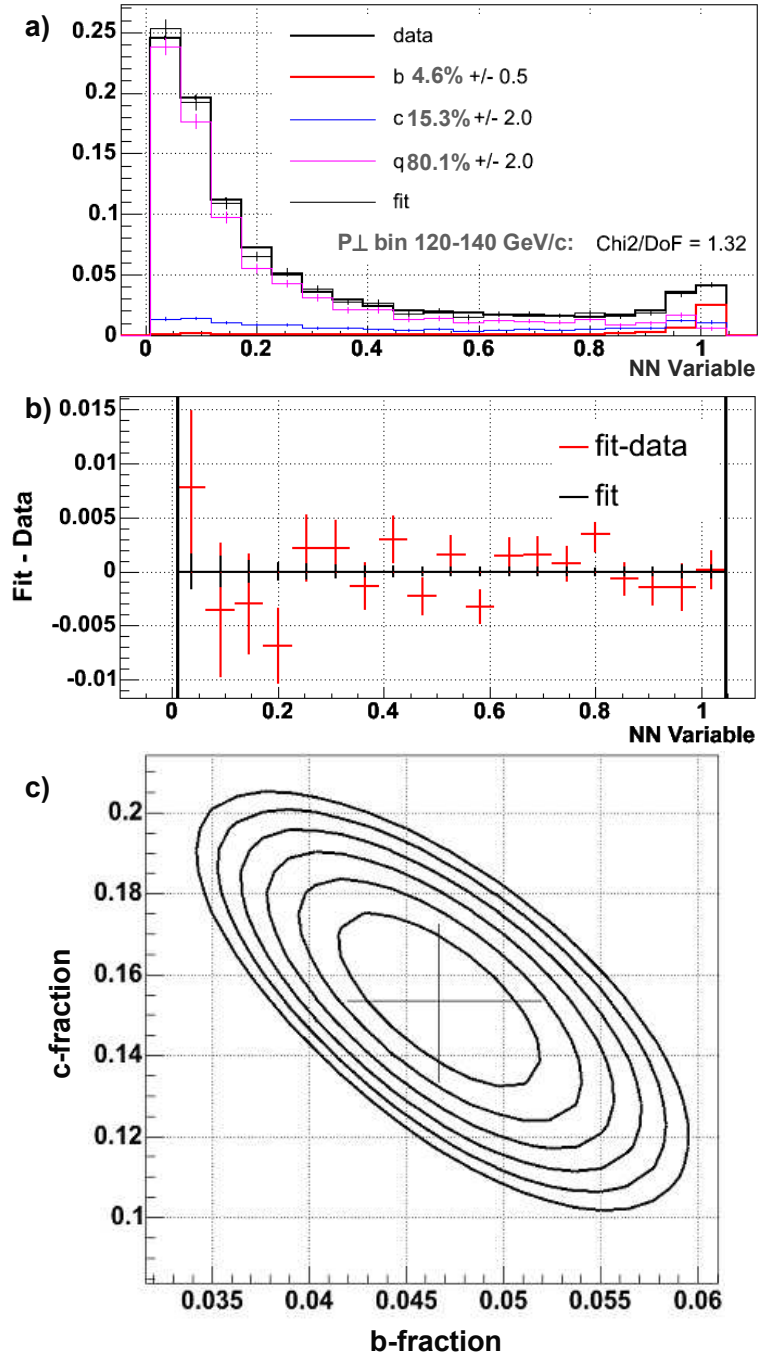 a)
0.25
0.2
0.15
0.1
0.05
0
data
b 4.6% +/- 0.5
c 15.3% +/- 2.0
q 80.1% +/- 2.0
fit
P⊥ bin 120-140 GeV/c: Chi2/DoF = 1.32
0 0.2 0.4 0.6 0.8 1
NN Variable
b)
0.015
0.01
0.005
0
-0.005
-0.01
Fit - Data
fit-data
fit
0 0.2 0.4 0.6 0.8 1
NN Variable
c)
0.2
0.18
0.16
0.14
0.12
0.1
c-fraction
0.035 0.04 0.045 0.05 0.055 0.06
b-fraction